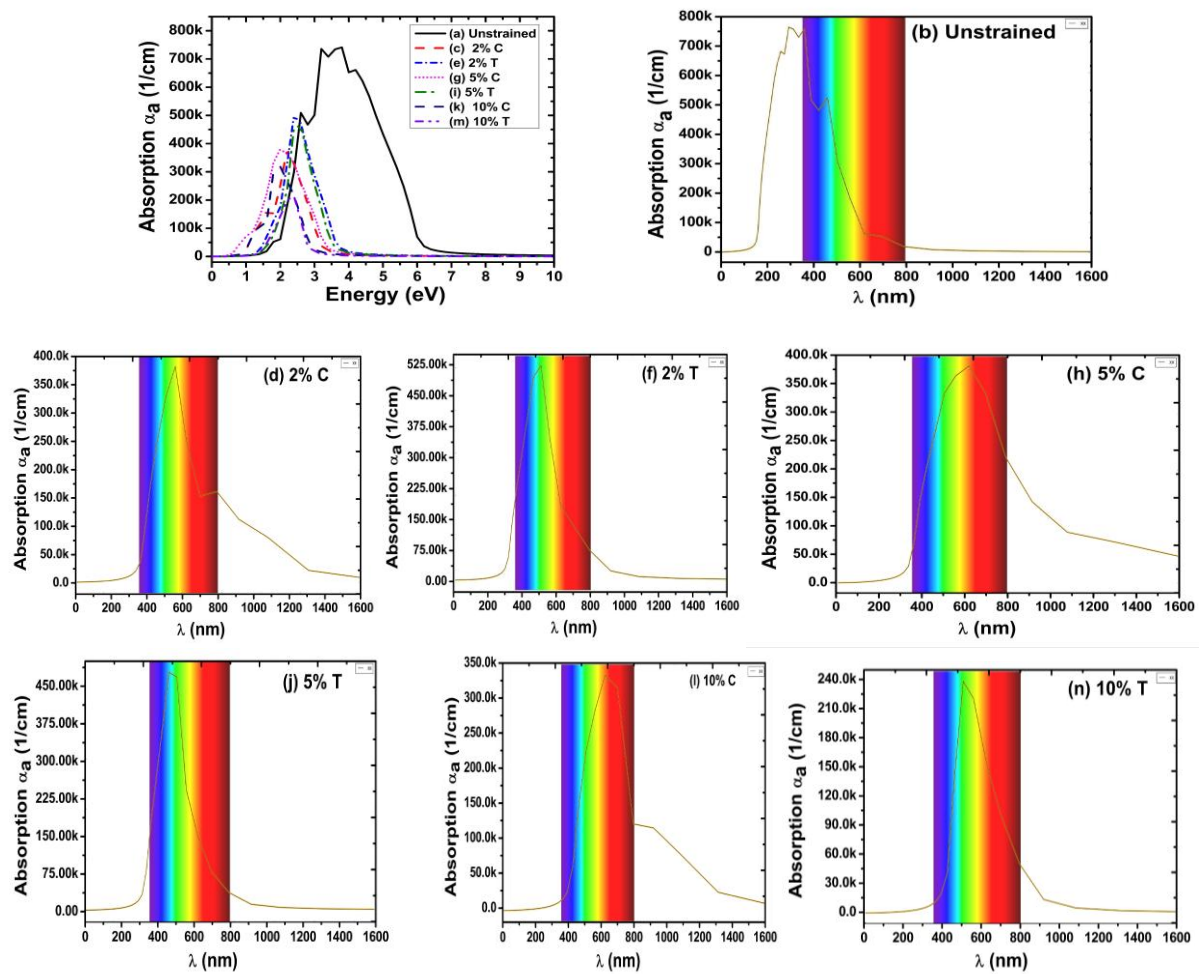 800k
700k
600k
500k
400k
300k
200k
100k
0
Absorption αa (1/cm)
(a) Unstrained
(c) 2% C
(e) 2% T
(g) 5% C
(i) 5% T
(k) 10% C
(m) 10% T
0 1 2 3 4 5 6 7 8 9 10
Energy (eV)
800k
700k
600k
500k
400k
300k
200k
100k
0
Absorption αa (1/cm)
(b) Unstrained
0 200 400 600 800 1000 1200 1400 1600
λ (nm)
400.0k
350.0k
300.0k
250.0k
200.0k
150.0k
100.0k
50.0k
0.0
Absorption αa (1/cm)
(d) 2% C
0 200 400 600 800 1000 1200 1400 1600
λ (nm)
525.00k
450.00k
375.00k
300.00k
225.00k
150.00k
75.00k
0.00
Absorption αa (1/cm)
(f) 2% T
0 200 400 600 800 1000 1200 1400 1600
λ (nm)
400.0k
350.0k
300.0k
250.0k
200.0k
150.0k
100.0k
50.0k
0.0
Absorption αa (1/cm)
(h) 5% C
0 200 400 600 800 1000 1200 1400 1600
λ (nm)
450.00k
375.00k
300.00k
225.00k
150.00k
75.00k
0.00
Absorption αa (1/cm)
(j) 5% T
0 200 400 600 800 1000 1200 1400 1600
λ (nm)
350.0k
300.0k
250.0k
200.0k
150.0k
100.0k
50.0k
0.0
Absorption αa (1/cm)
(l) 10% C
0 200 400 600 800 1000 1200 1400 1600
λ (nm)
240.0k
210.0k
180.0k
150.0k
120.0k
90.0k
60.0k
30.0k
0.0
Absorption αa (1/cm)
(n) 10% T
0 200 400 600 800 1000 1200 1400 1600
λ (nm)